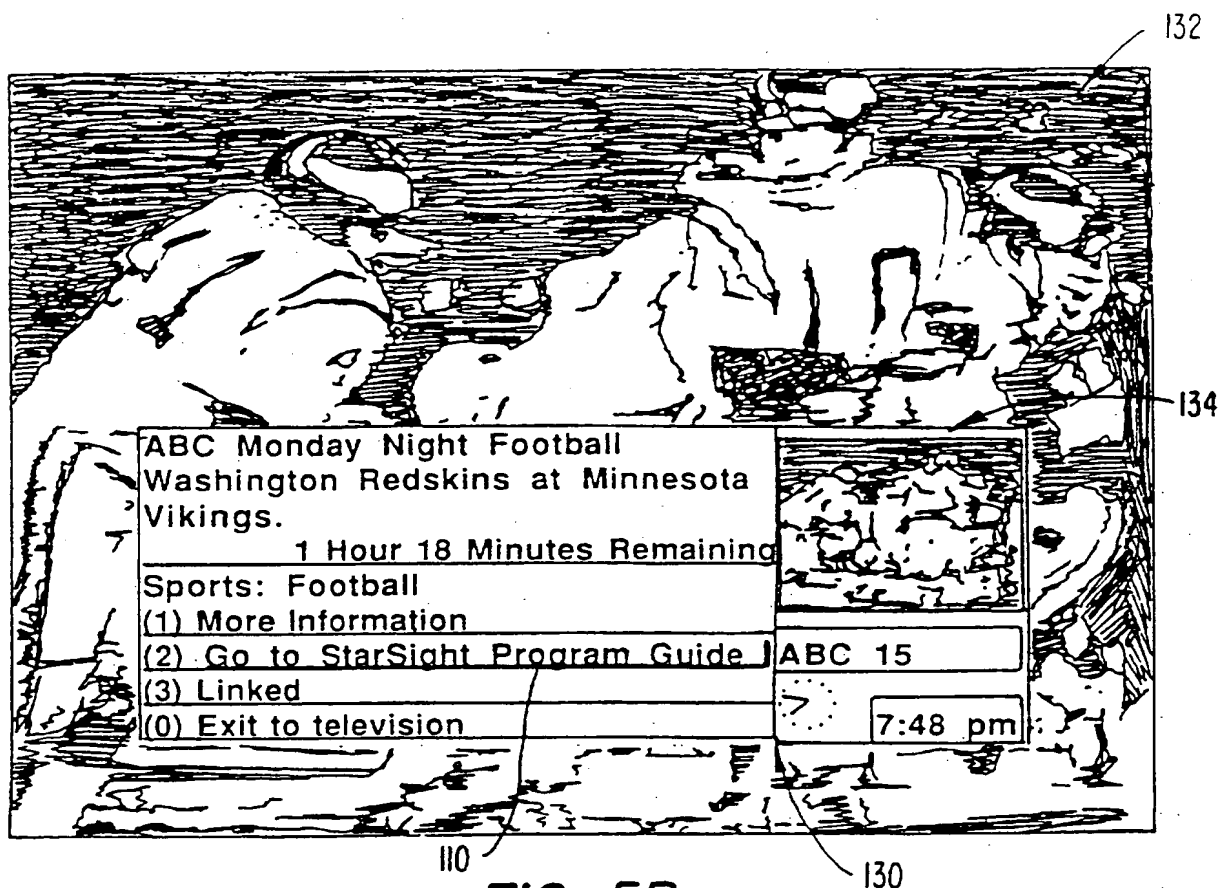 132
134
ABC Monday Night Football
Washington Redskins at Minnesota
Vikings.
1 Hour 18 Minutes Remaining
Sports: Football
(1) More Information
(2) Go to StarSight Program Guide
ABC 15
(3) Linked
(0) Exit to television
7:48 pm
110
130